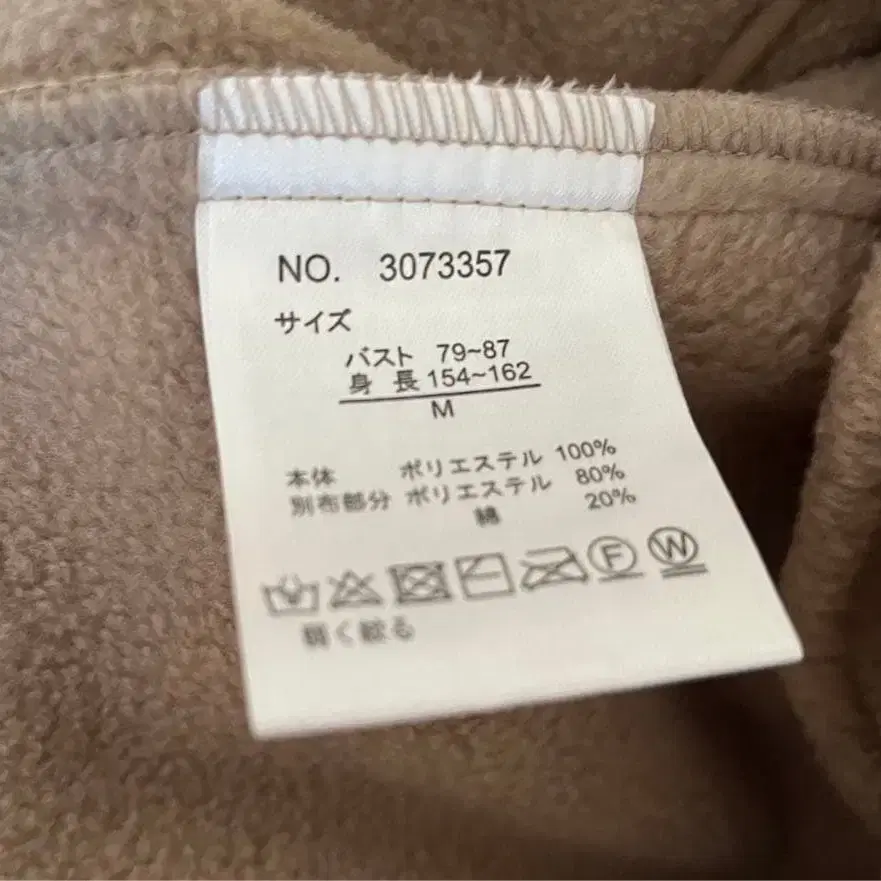 NO. 3073357
サイズ
バスト 79~87
身 長 154~162
M
本体 ポリエステル 100%
別布部分 ポリエステル 80%
綿 20%
F W
軽く絞る